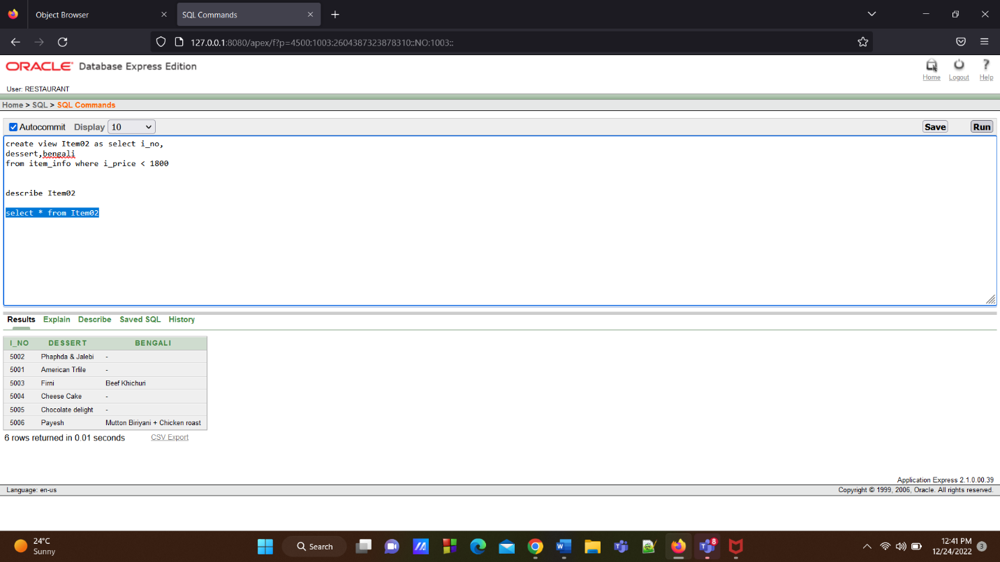 Object Browser
SQL Commands
127.0.0.1:8080/apex/f?p=4500:1003:2604387323878310::NO:1003::
ORACLE Database Express Edition
Home Logout Help
User: RESTAURANT
Home > SQL > SQL Commands
Autocommit Display 10 Save Run
create view Item02 as select i_no,
dessert,bengali
from item_info where i_price < 1800
describe Item02
select * from Item02
Results Explain Describe Saved SQL History
I_NO DESSERT BENGALI
5002 Phaphda & Jalebi -
5001 American Trfile -
5003 Firni Beef Khichuri
5004 Cheese Cake -
5005 Chocolate delight -
5006 Payesh Mutton Biriyani + Chicken roast
6 rows returned in 0.01 seconds CSV Export
Application Express 2.1.0.00.39
Language: en-us Copyright © 1999, 2006, Oracle. All rights reserved.
24°C
Sunny
Search
8
12:41 PM
12/24/2022
3